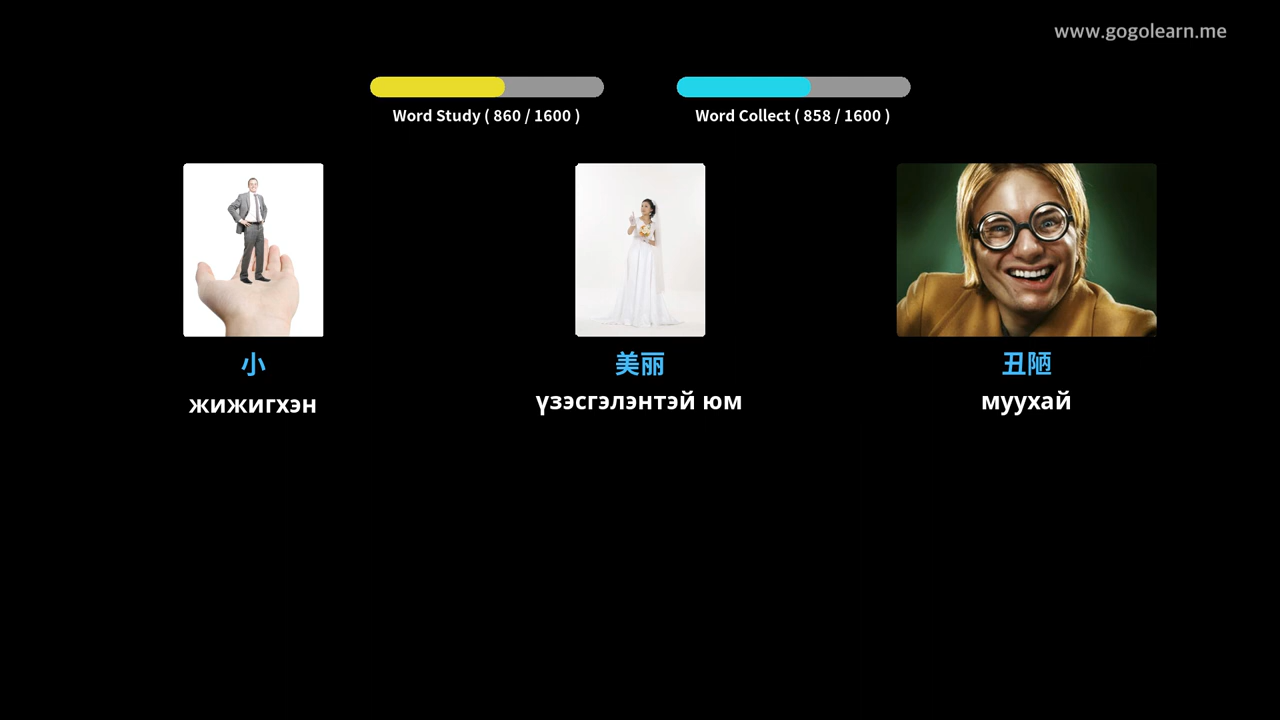 www.gogolearn.me
Word Study ( 860 / 1600 )
Word Collect ( 858 / 1600 )
小
美丽
丑陋
жижигхэн
үзэсгэлэнтэй юм
муухай